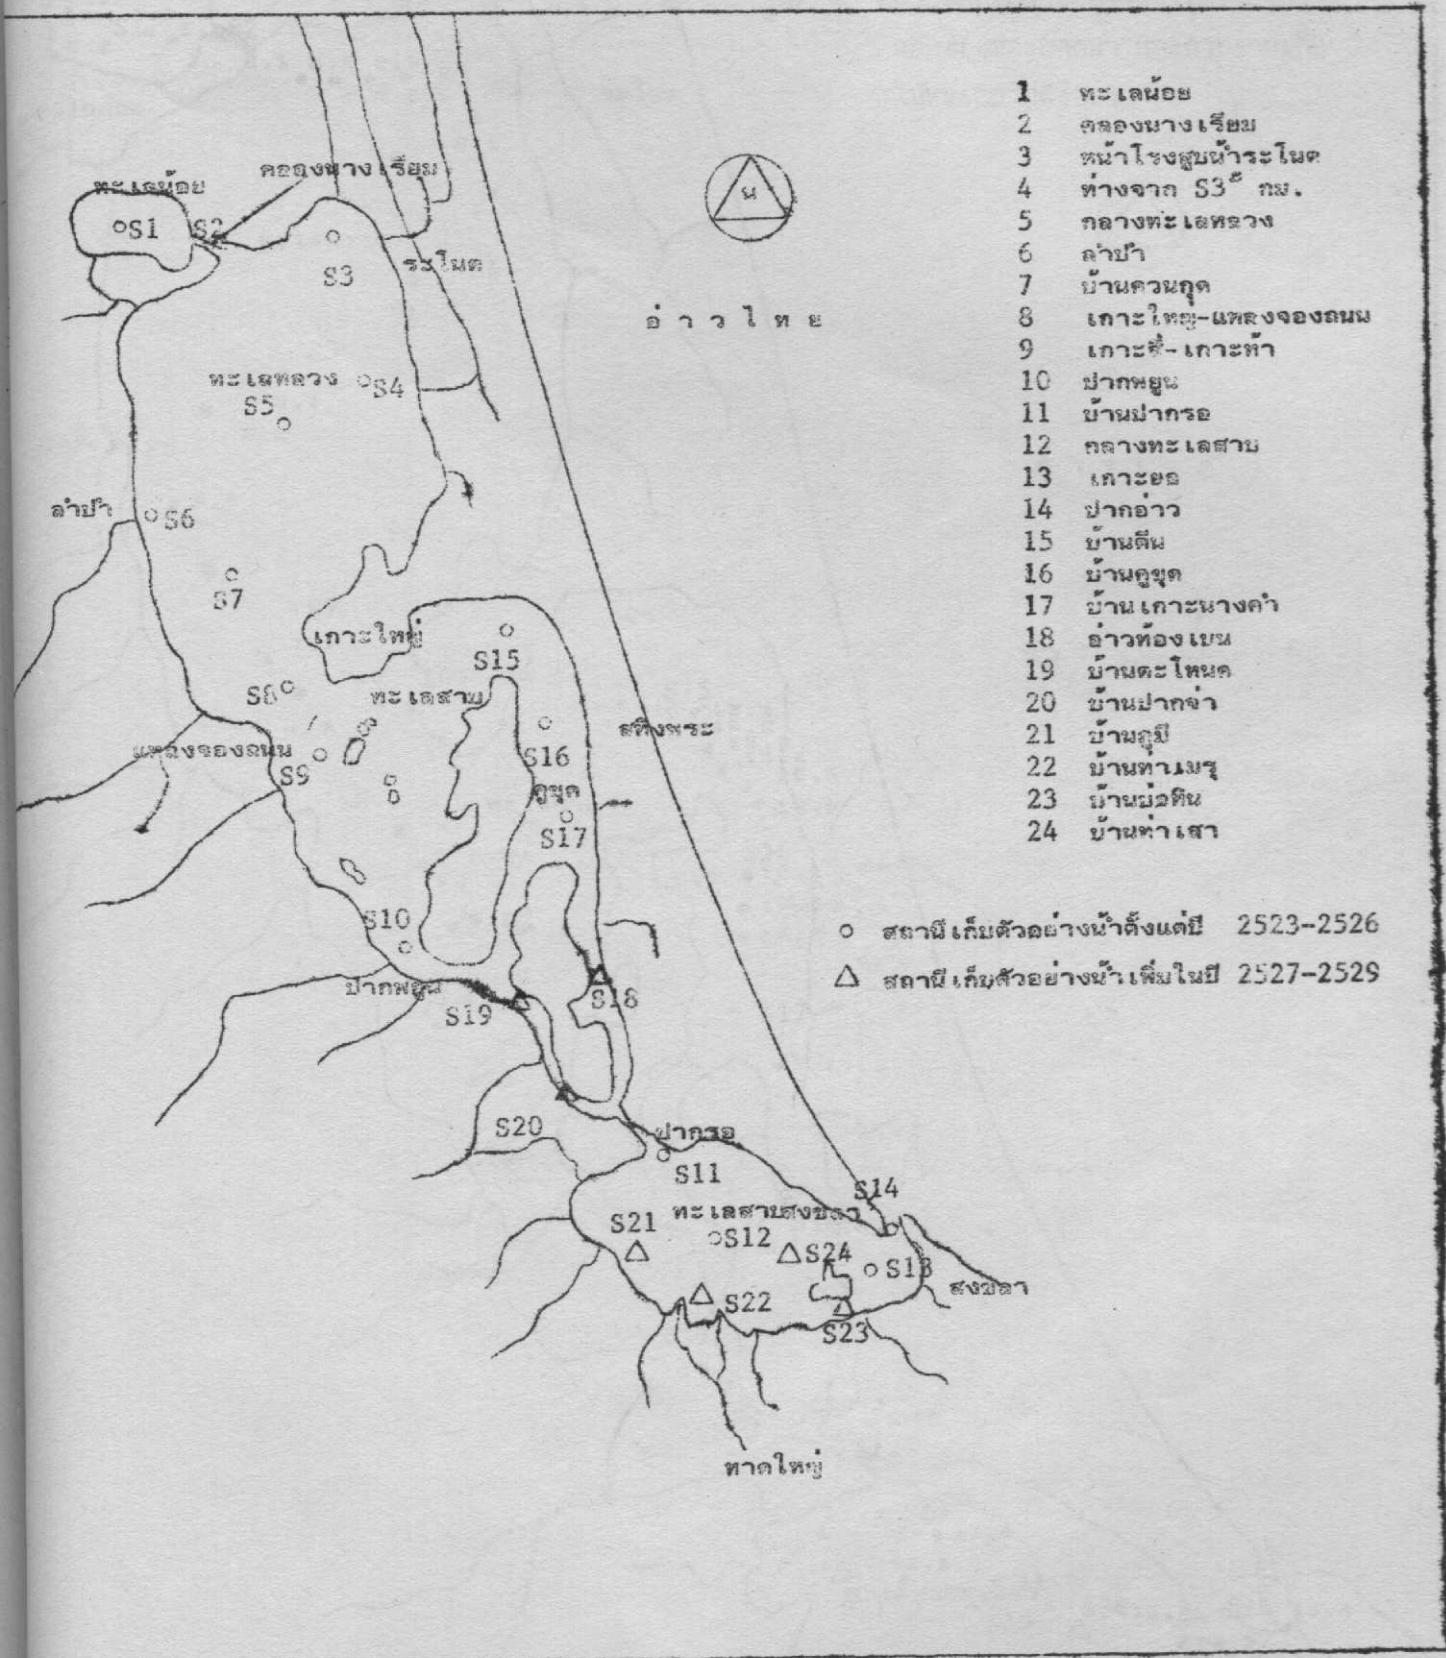 ทะเลน้อย
คลองนางเรียม
S1
S2
S3
ระโนด
น
อ่าวไทย
ทะเลหลวง
S4
S5
ลำปำ
S6
S7
เกาะใหญ่
S15
S8
ทะเลสาบ
สทิงพระ
แหลงจองถนน
S16
S9
คูขุด
S17
S10
ปากพยูน
S18
S19
S20
ปากรอ
S11
S14
ทะเลสาบสงขลา
S21
S12
S24
S13
สงขลา
S22
S23
หาดใหญ่
1 ทะเลน้อย
2 คลองนางเรียม
3 หน้าโรงสูบน้ำระโนด
4 ห่างจาก S3 กม.
5 กลางทะเลหลวง
6 ลำปำ
7 บ้านควนกุด
8 เกาะใหญ่-แหลงจองถนน
9 เกาะสี่-เกาะห้า
10 ปากพยูน
11 บ้านปากรอ
12 กลางทะเลสาบ
13 เกาะยอ
14 ปากอ่าว
15 บ้านตีน
16 บ้านคูขุด
17 บ้านเกาะนางคำ
18 อ่าวท้องเบน
19 บ้านตะโหนด
20 บ้านปากจ่า
21 บ้านคูมี
22 บ้านหาแมรุ
23 บ้านบ่อหิน
24 บ้านท่าเสา
สถานีเก็บตัวอย่างน้ำตั้งแต่ปี 2523-2526
สถานีเก็บตัวอย่างน้ำเพิ่มในปี 2527-2529